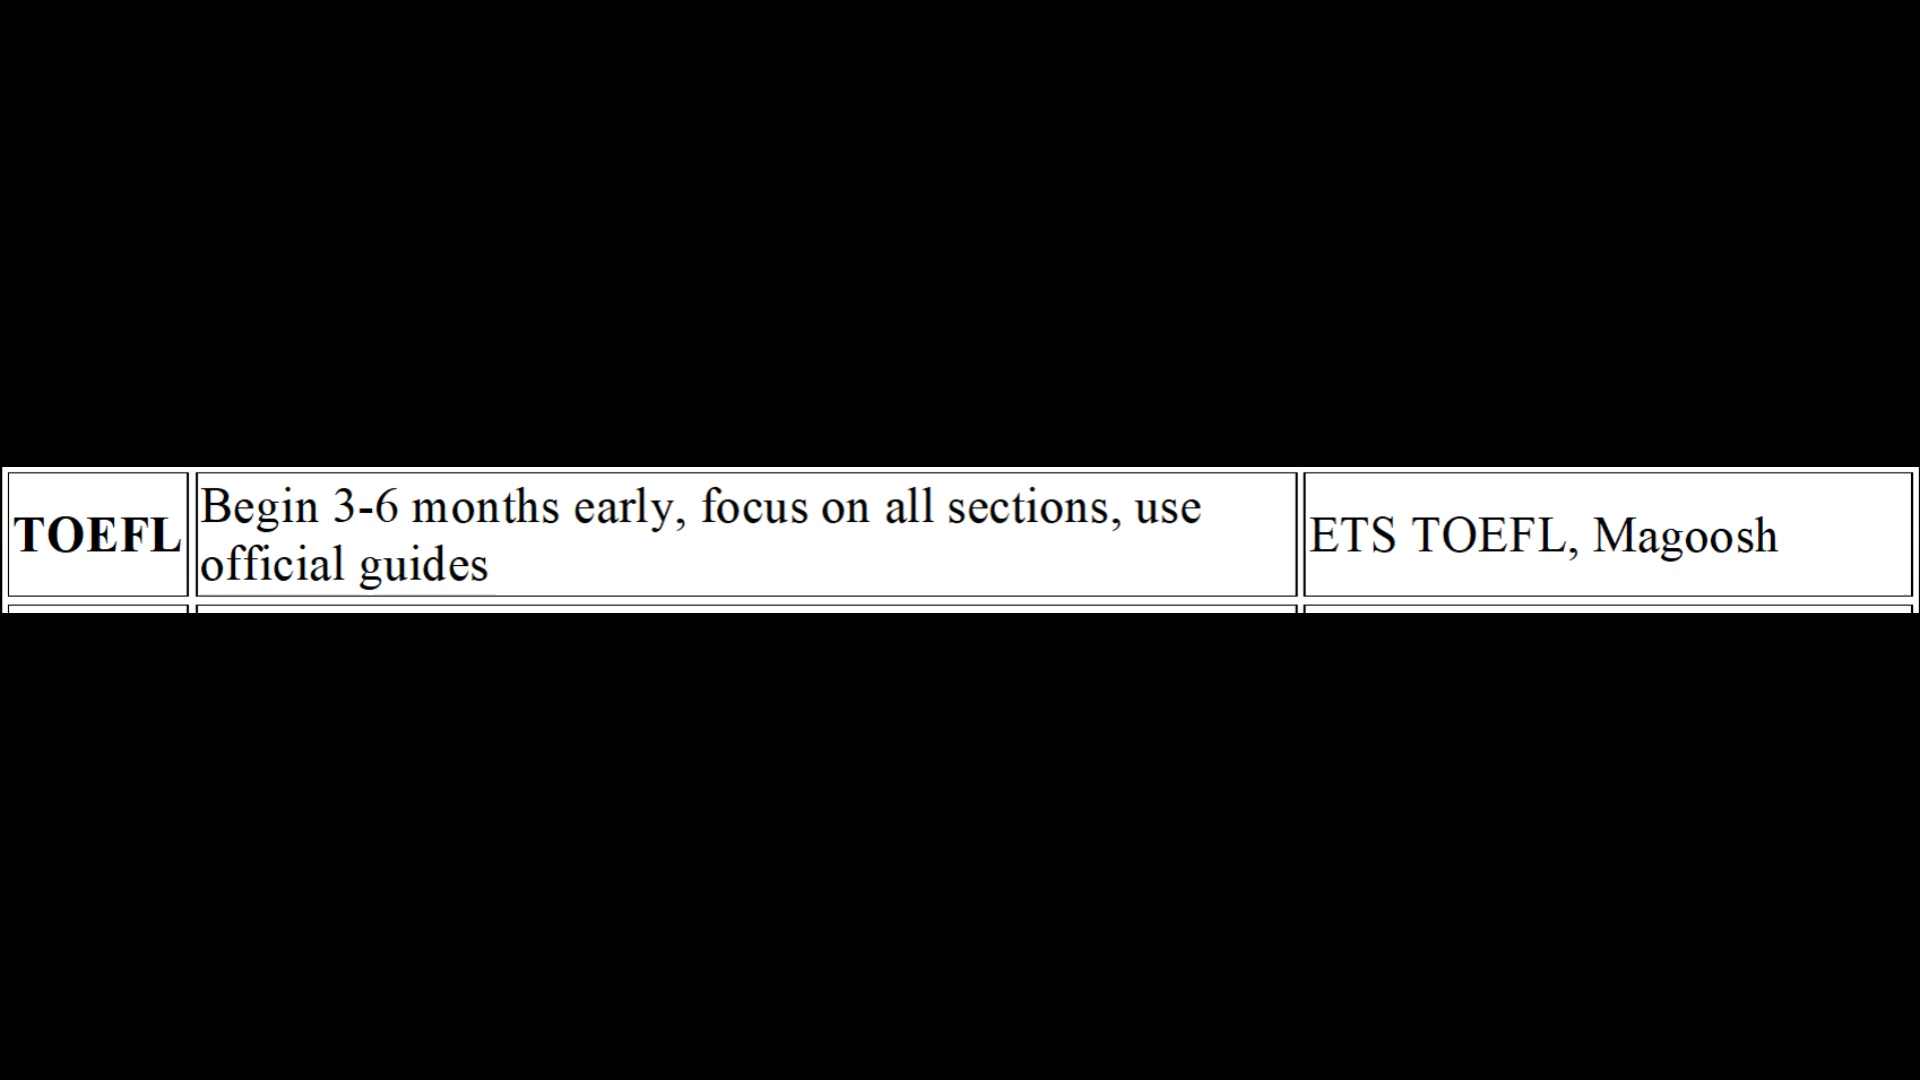 TOEFL
Begin 3-6 months early, focus on all sections, use
official guides
ETS TOEFL, Magoosh